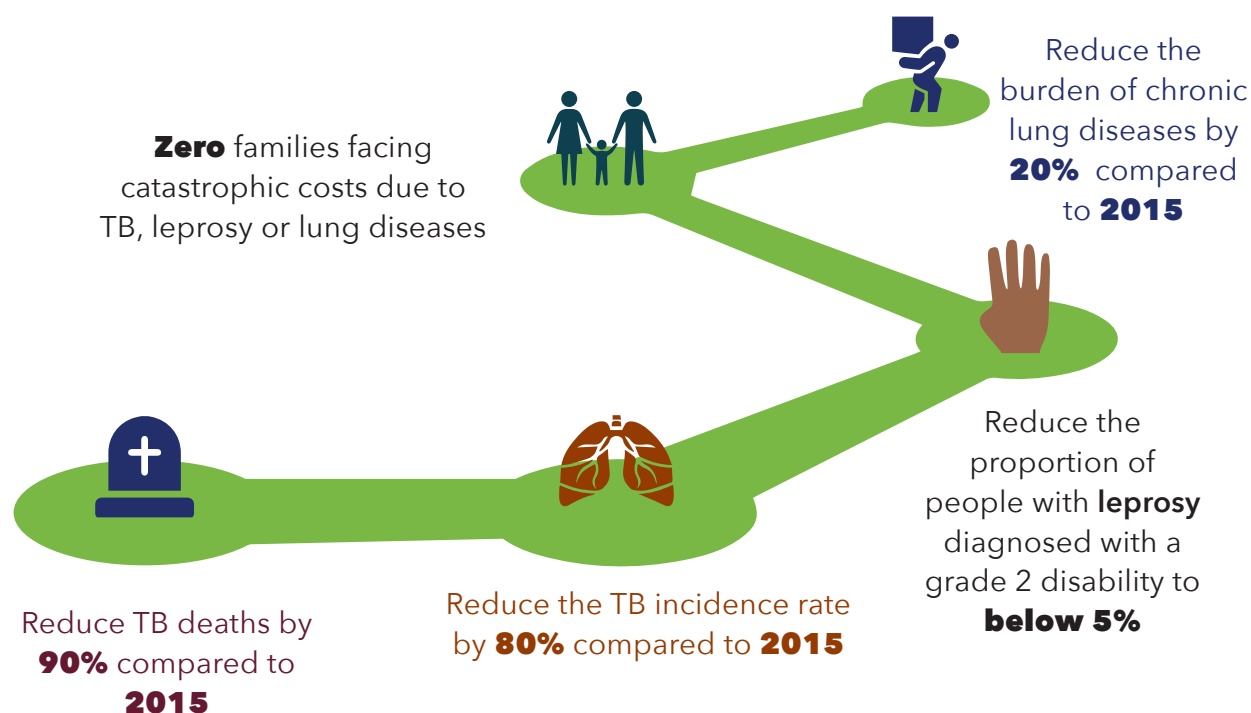 Zero families facing
catastrophic costs due to
TB, leprosy or lung diseases
Reduce the
burden of chronic
lung diseases by
20% compared
to 2015
Reduce the
proportion of
people with leprosy
diagnosed with a
grade 2 disability to
below 5%
Reduce the TB incidence rate
by 80% compared to 2015
Reduce TB deaths by
90% compared to
2015